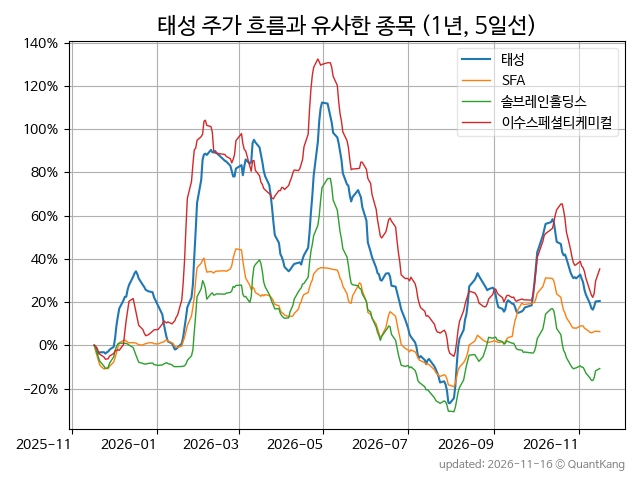 태성 주가 흐름과 유사한 종목 (1년, 5일선)
140%
120%
100%
80%
60%
40%
20%
0%
−20%
태성
SFA
솔브레인홀딩스
이수스페셜티케미컬
2025-11
2026-01
2026-03
2026-05
2026-07
2026-09
2026-11
updated: 2026-11-16 © QuantKang